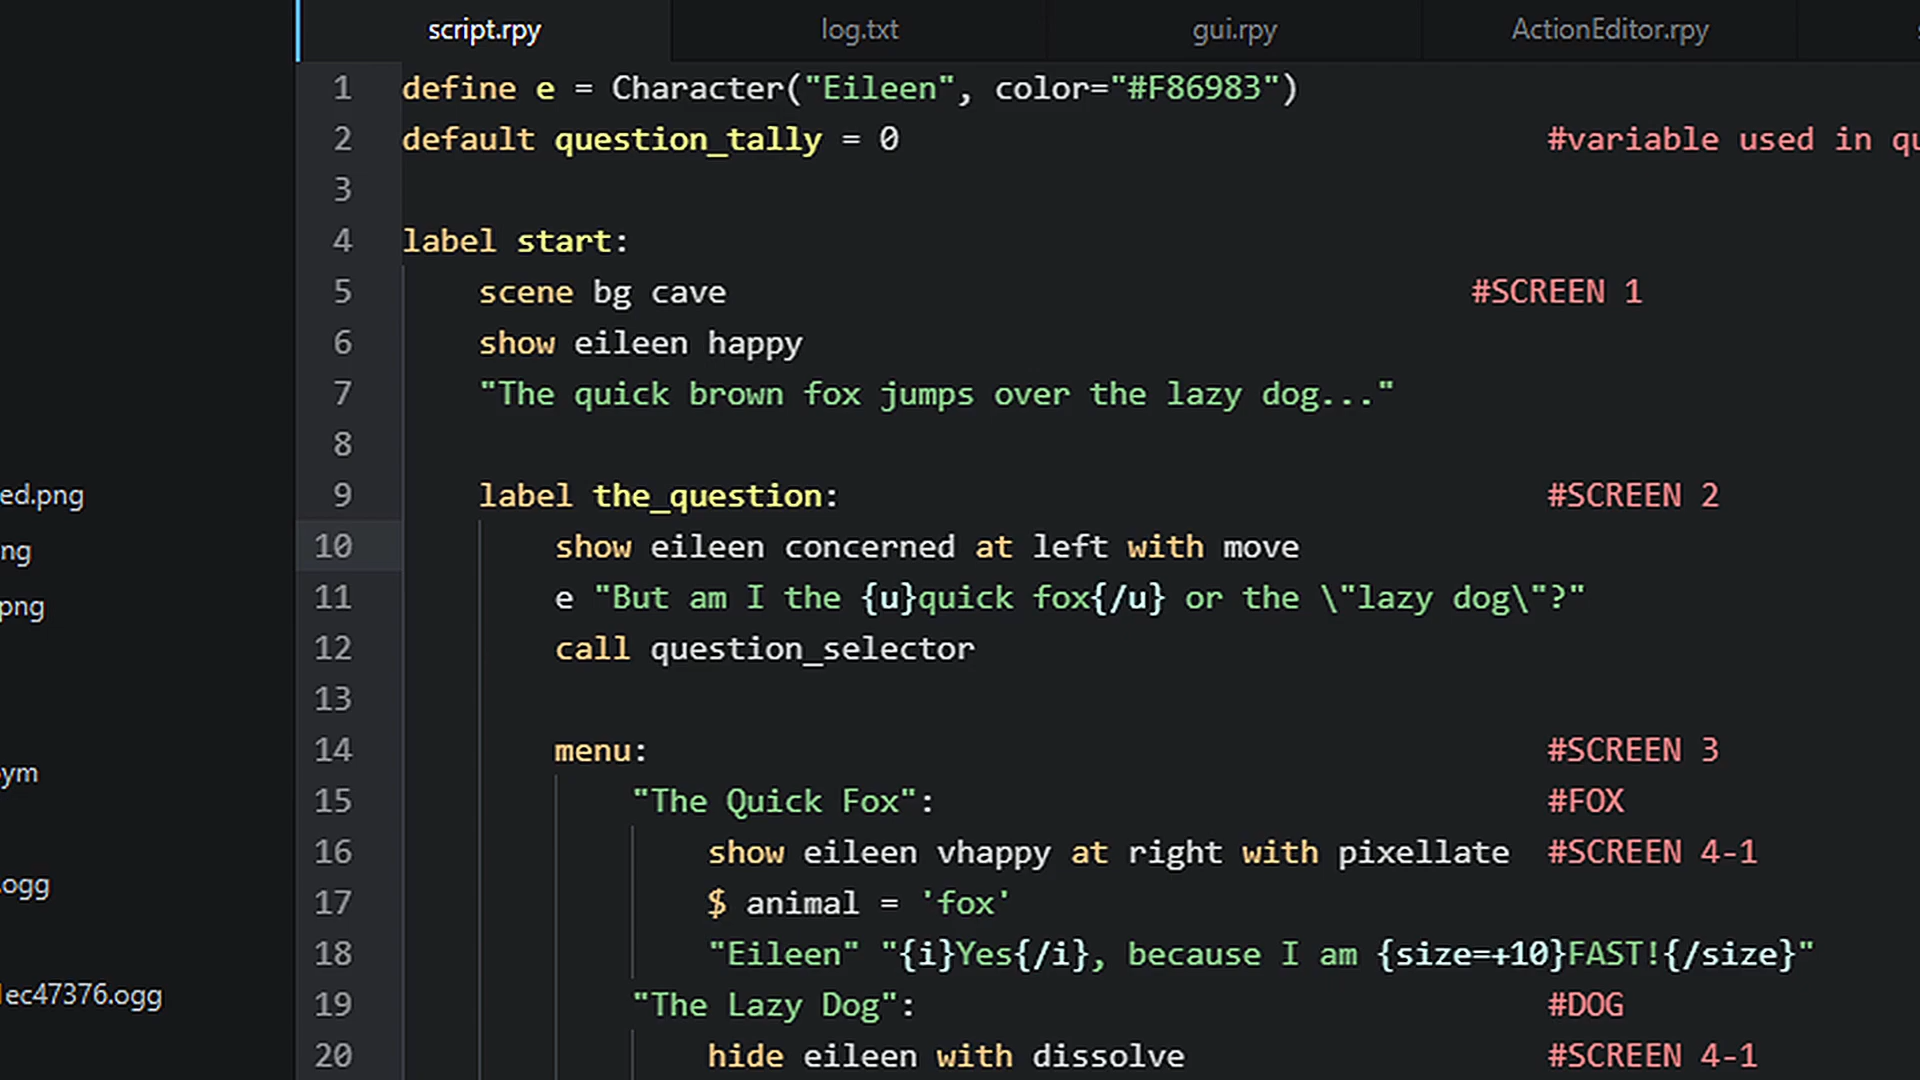 script.rpy log.txt gui.rpy ActionEditor.rpy
1 define e = Character("Eileen", color="#F86983")
2 default question_tally = 0 #variable used in qu
3
4 label start:
5 scene bg cave #SCREEN 1
6 show eileen happy
7 "The quick brown fox jumps over the lazy dog..."
8
9 label the_question: #SCREEN 2
ed.png
10 show eileen concerned at left with move
ng
11 e "But am I the {u}quick fox{/u} or the \"lazy dog\"?"
png
12 call question_selector
13
14 menu: #SCREEN 3
ym
15 "The Quick Fox": #FOX
16 show eileen vhappy at right with pixellate #SCREEN 4-1
.ogg
17 $ animal = 'fox'
18 "Eileen" "{i}Yes{/i}, because I am {size=+10}FAST!{/size}"
ec47376.ogg
19 "The Lazy Dog": #DOG
20 hide eileen with dissolve #SCREEN 4-1